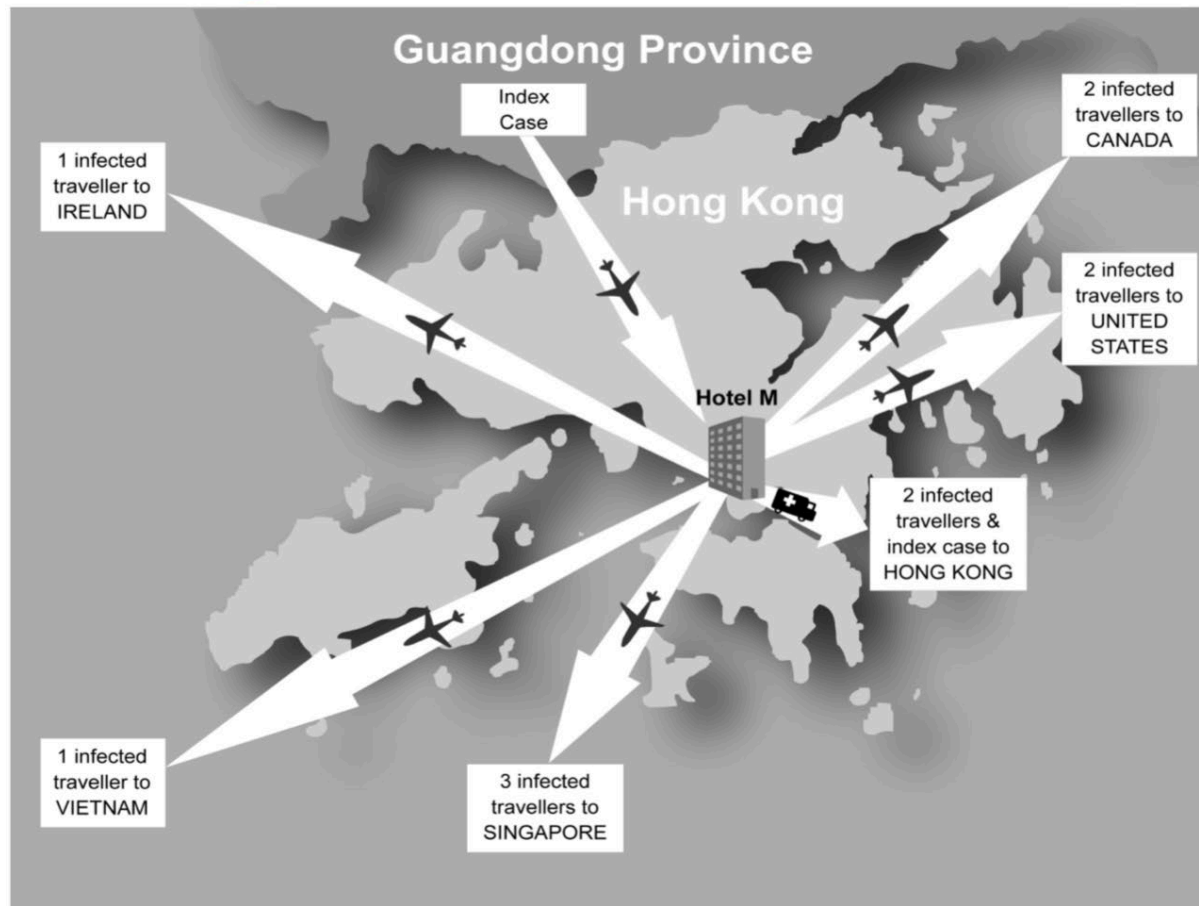 Guangdong Province
Index
Case
2 infected
travellers to
CANADA
1 infected
traveller to
IRELAND
Hong Kong
2 infected
travellers to
UNITED
STATES
Hotel M
2 infected
travellers &
index case to
HONG KONG
1 infected
traveller to
VIETNAM
3 infected
travellers to
SINGAPORE